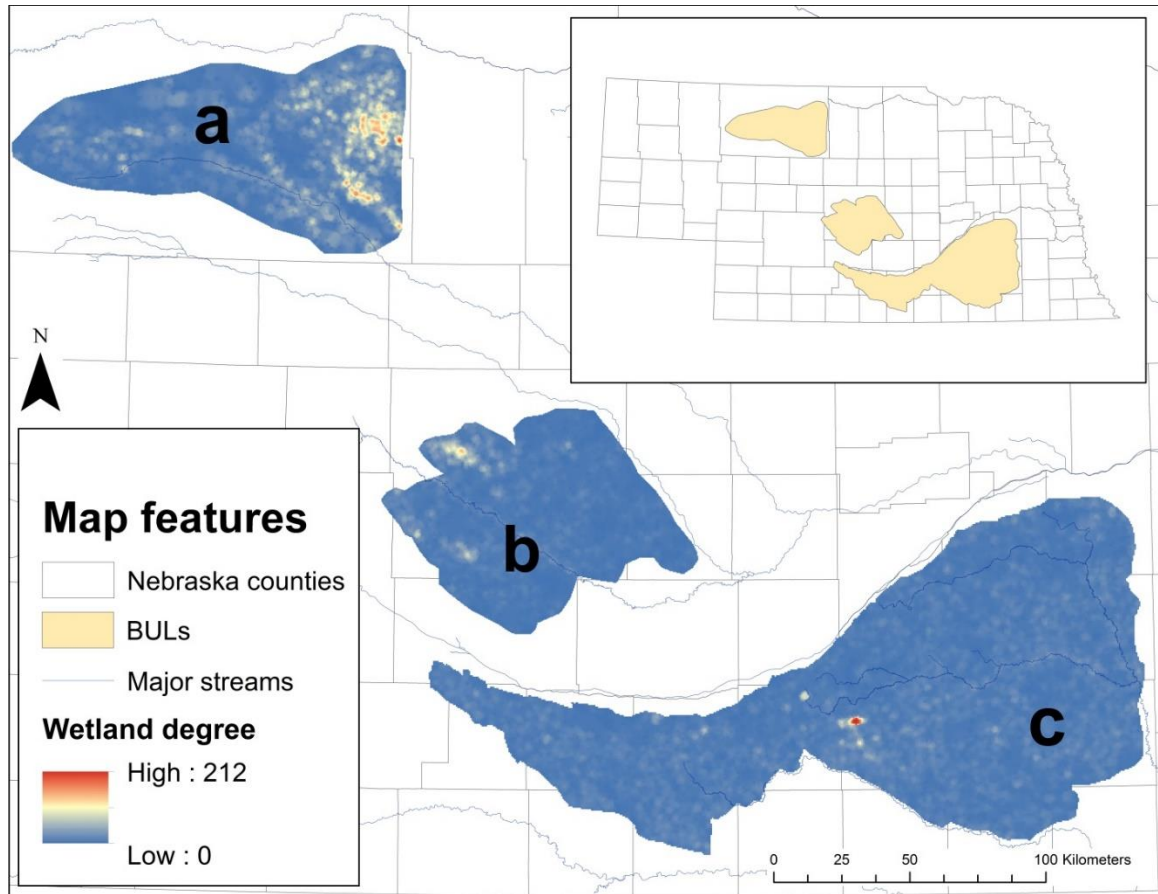 a
N
b
c
Map features
Nebraska counties
BULs
Major streams
Wetland degree
High : 212
Low : 0
0 25 50 100 Kilometers